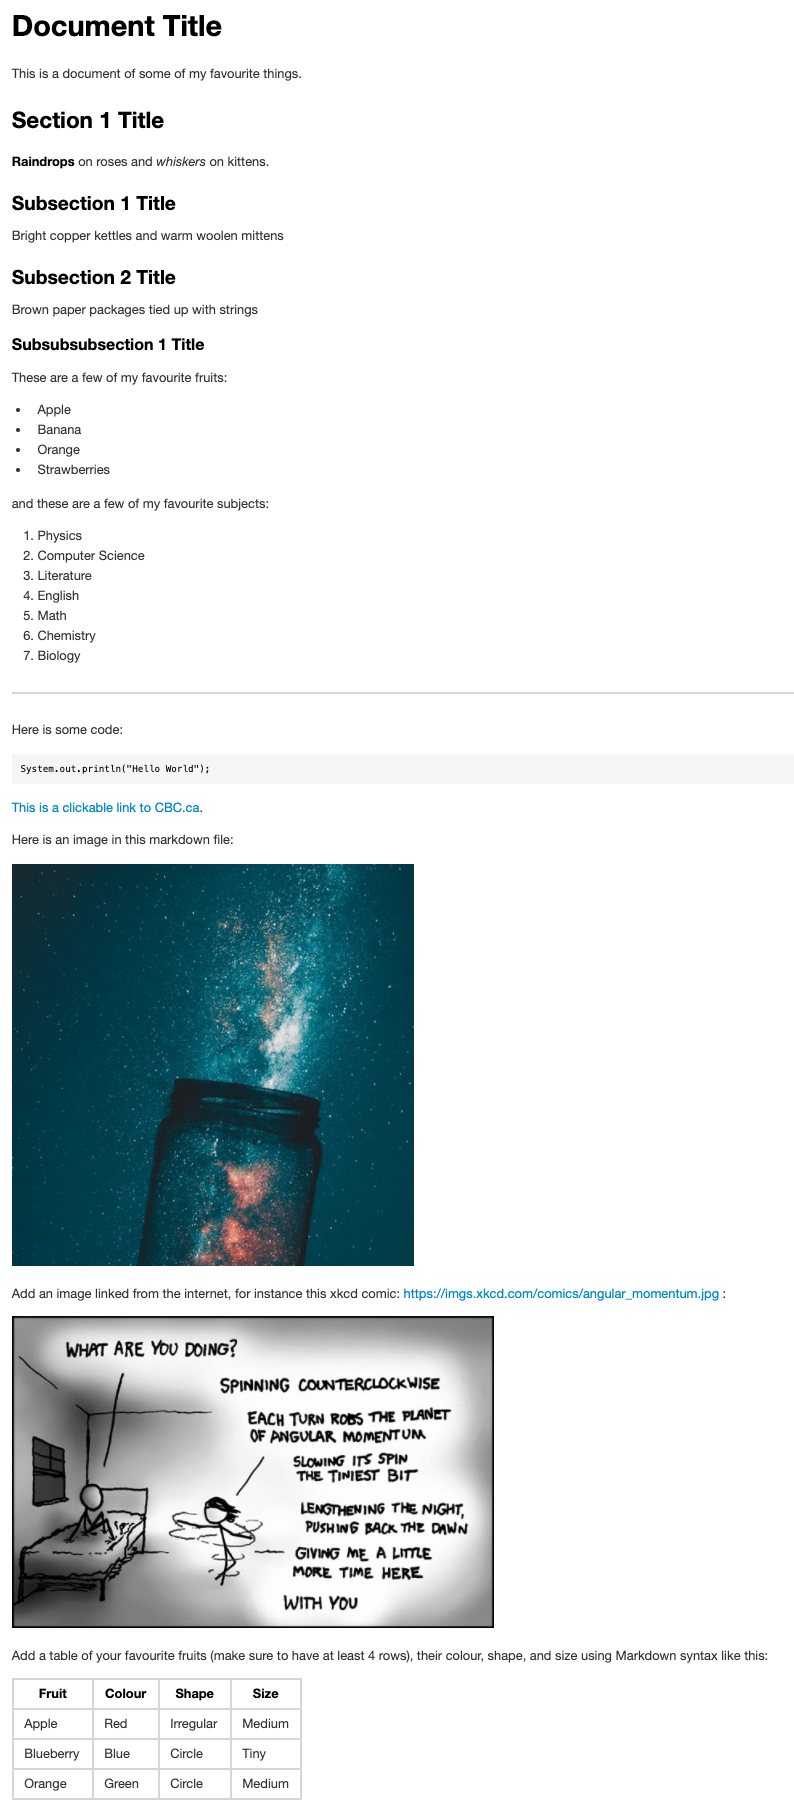 Document Title
This is a document of some of my favourite things.
Section 1 Title
Raindrops on roses and whiskers on kittens.
Subsection 1 Title
Bright copper kettles and warm woolen mittens
Subsection 2 Title
Brown paper packages tied up with strings
Subsubsubsection 1 Title
These are a few of my favourite fruits:
• Apple
• Banana
• Orange
• Strawberries
and these are a few of my favourite subjects:
1. Physics
2. Computer Science
3. Literature
4. English
5. Math
6. Chemistry
7. Biology
Here is some code:
System.out.println("Hello World");
This is a clickable link to CBC.ca.
Here is an image in this markdown file:
Add an image linked from the internet, for instance this xkcd comic: https://imgs.xkcd.com/comics/angular_momentum.jpg :
WHAT ARE YOU DOING?
SPINNING COUNTERCLOCKWISE
EACH TURN ROBS THE PLANET
OF ANGULAR MOMENTUM
SLOWING ITS SPIN
THE TINIEST BIT
LENGTHENING THE NIGHT,
PUSHING BACK THE DAWN
GIVING ME A LITTLE
MORE TIME HERE
WITH YOU
Add a table of your favourite fruits (make sure to have at least 4 rows), their colour, shape, and size using Markdown syntax like this:
Fruit Colour Shape Size
Apple Red Irregular Medium
Blueberry Blue Circle Tiny
Orange Green Circle Medium